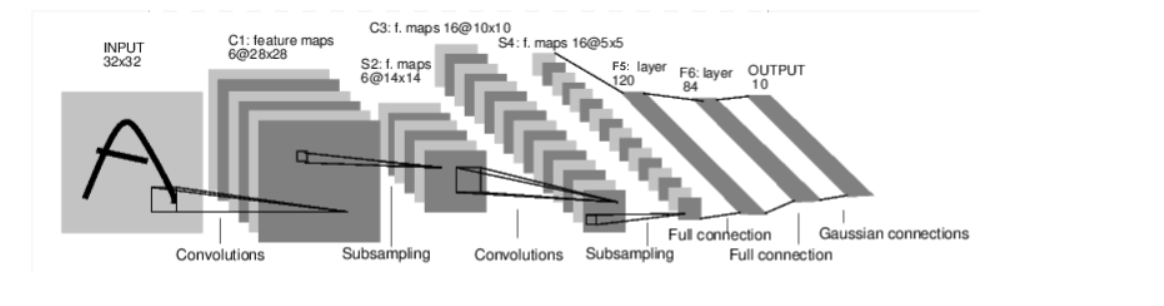 INPUT
32x32
C1: feature maps
6@28x28
S2: f. maps
6@14x14
C3: f. maps 16@10x10
S4: f. maps 16@5x5
F5: layer
120
F6: layer
84
OUTPUT
10
Convolutions
Subsampling
Convolutions
Subsampling
Full connection
Full connection
Gaussian connections